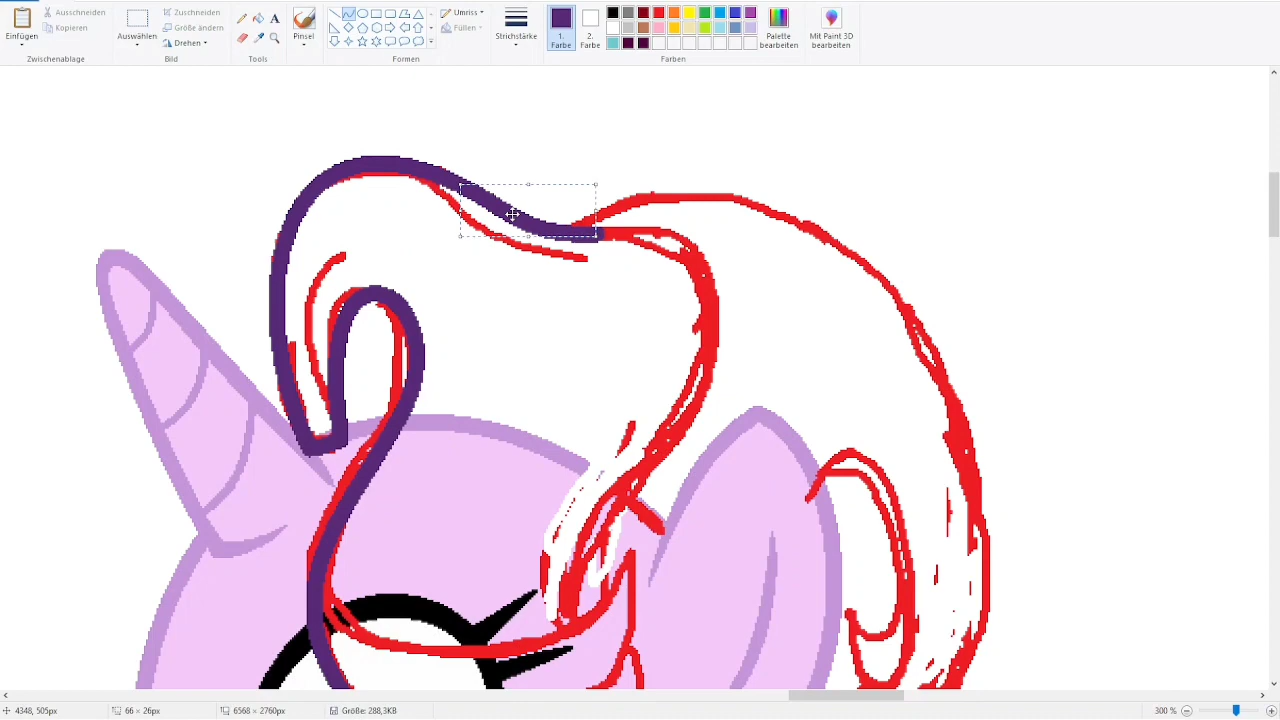 Ausschneiden
Kopieren
Zwischenablage
Auswählen
Zuschneiden
Größe ändern
Drehen
Bild
A
Tools
Pinsel
Umriss
Füllen
Formen
Strichstärke
1.
Farbe
2.
Farbe
Palette
bearbeiten
Farben
Mit Paint 3D
bearbeiten
4348, 505px
66 × 26px
6568 × 2760px
Größe: 288,3KB
300 %